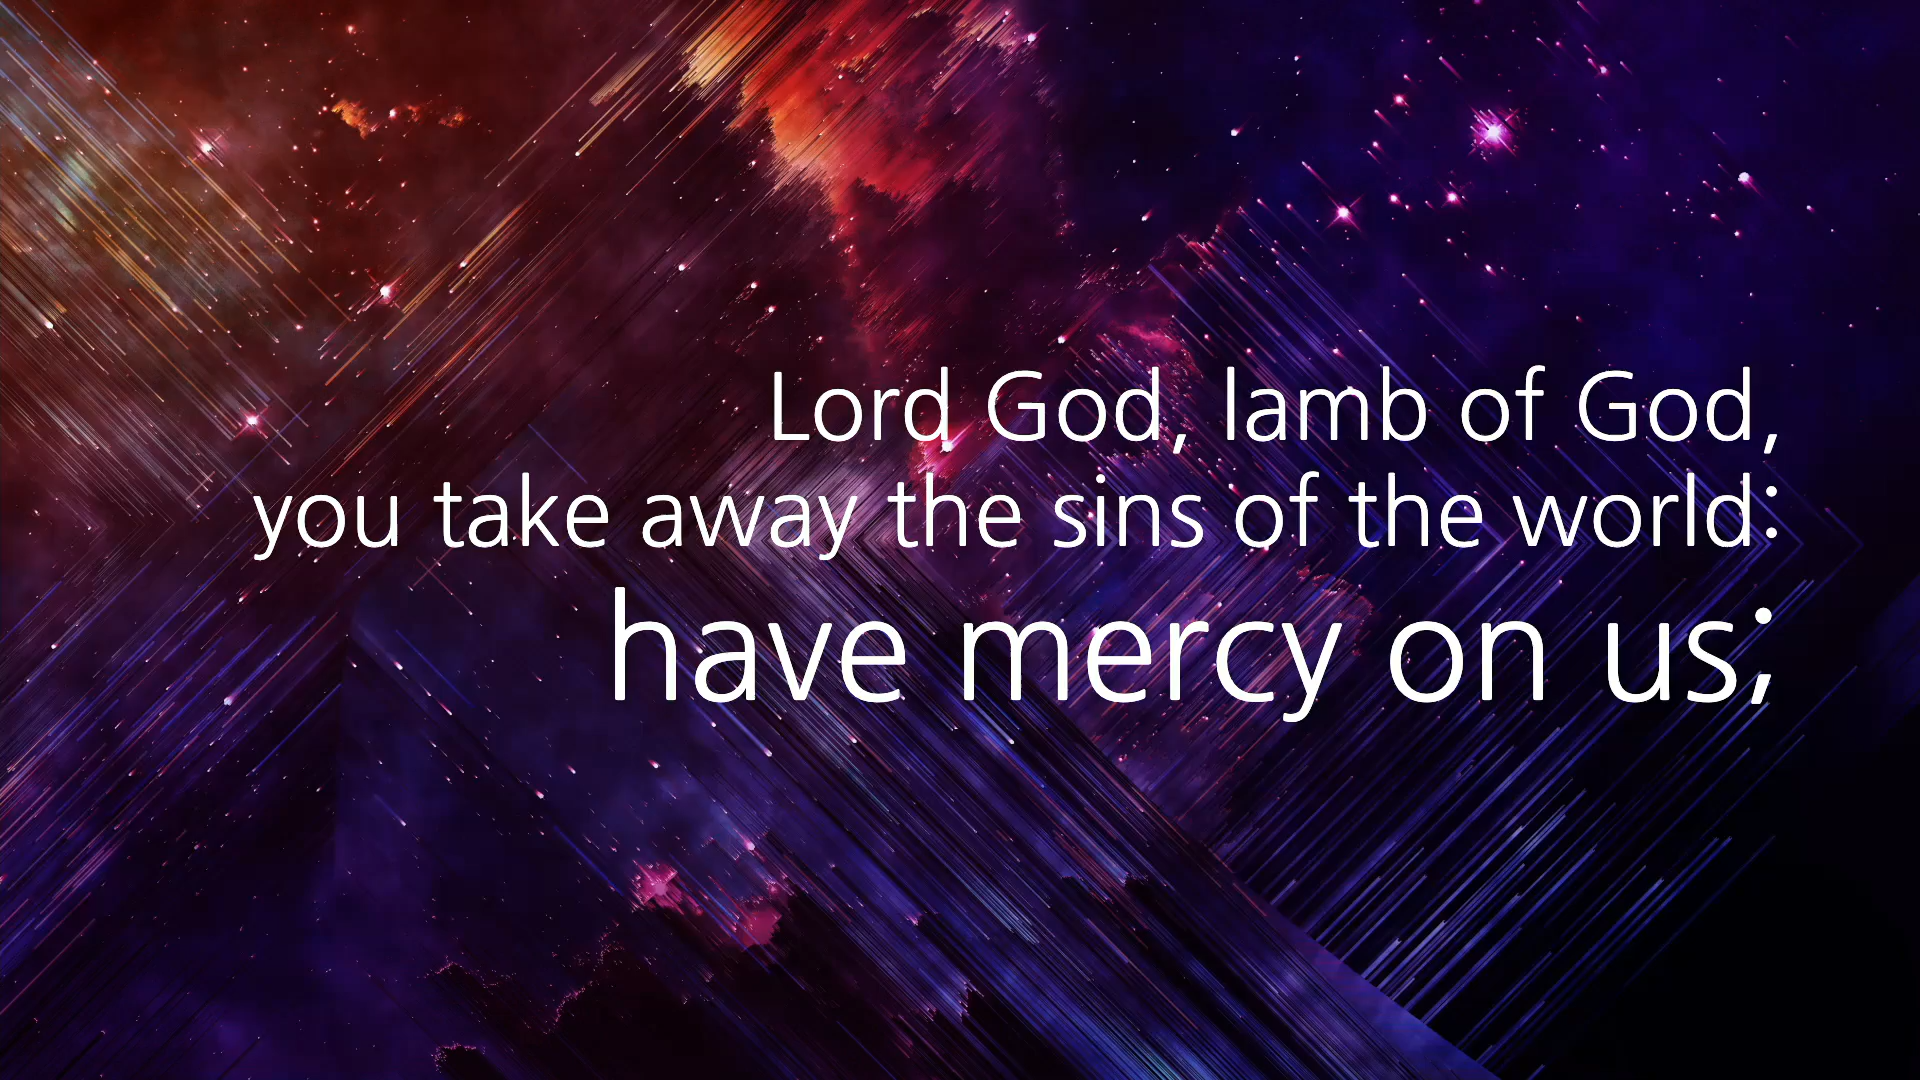 Lord God, lamb of God,
you take away the sins of the world:
have mercy on us;